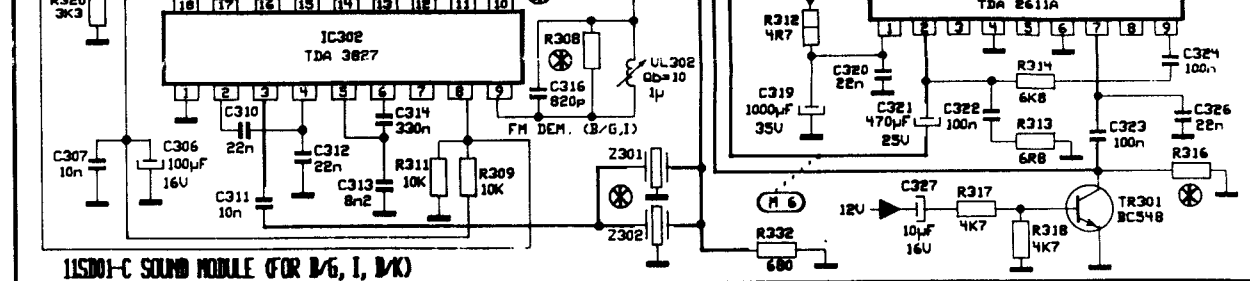 R320
3K3
18 17 16 15 14 13 12 11 10
IC302
TDA 3827
1 2 3 4 5 6 7 8 9
R308
C316
820p
VL302
Qb=10
1µ
FM DEM. (B/G,I)
C310
22n
C314
330n
C306
100µF
16V
C307
10n
C312
22n
C311
10n
C313
8n2
R311
10K
R309
10K
Z301
Z302
11SD01-C SOUND MODULE (FOR B/G, I, B/K)
R312
4R7
C319
1000µF
35V
C320
22n
TDA 2611A
1 2 3 4 5 6 7 8 9
C321
470µF
25V
C322
100n
R314
6K8
R313
6R8
C324
100n
C326
22n
C323
100n
R316
M 6
12V
C327
10µF
16V
R317
4K7
R318
4K7
TR301
BC548
R332
680